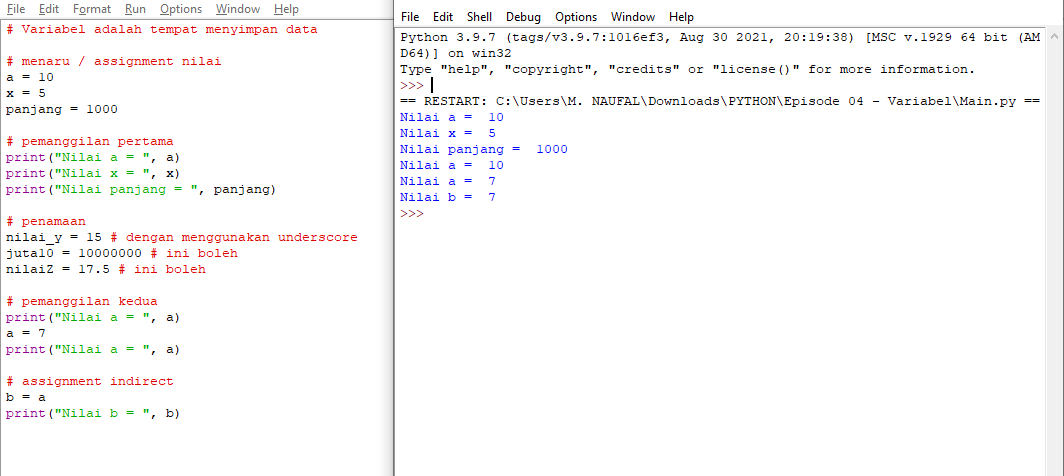 File Edit Format Run Options Window Help
# Variabel adalah tempat menyimpan data
# menaru / assignment nilai
a = 10
x = 5
panjang = 1000
# pemanggilan pertama
print("Nilai a = ", a)
print("Nilai x = ", x)
print("Nilai panjang = ", panjang)
# penamaan
nilai_y = 15 # dengan menggunakan underscore
juta10 = 10000000 # ini boleh
nilaiZ = 17.5 # ini boleh
# pemanggilan kedua
print("Nilai a = ", a)
a = 7
print("Nilai a = ", a)
# assignment indirect
b = a
print("Nilai b = ", b)
File Edit Shell Debug Options Window Help
Python 3.9.7 (tags/v3.9.7:1016ef3, Aug 30 2021, 20:19:38) [MSC v.1929 64 bit (AM
D64)] on win32
Type "help", "copyright", "credits" or "license()" for more information.
>>>
== RESTART: C:\Users\M. NAUFAL\Downloads\PYTHON\Episode 04 - Variabel\Main.py ==
Nilai a =  10
Nilai x =  5
Nilai panjang =  1000
Nilai a =  10
Nilai a =  7
Nilai b =  7
>>>